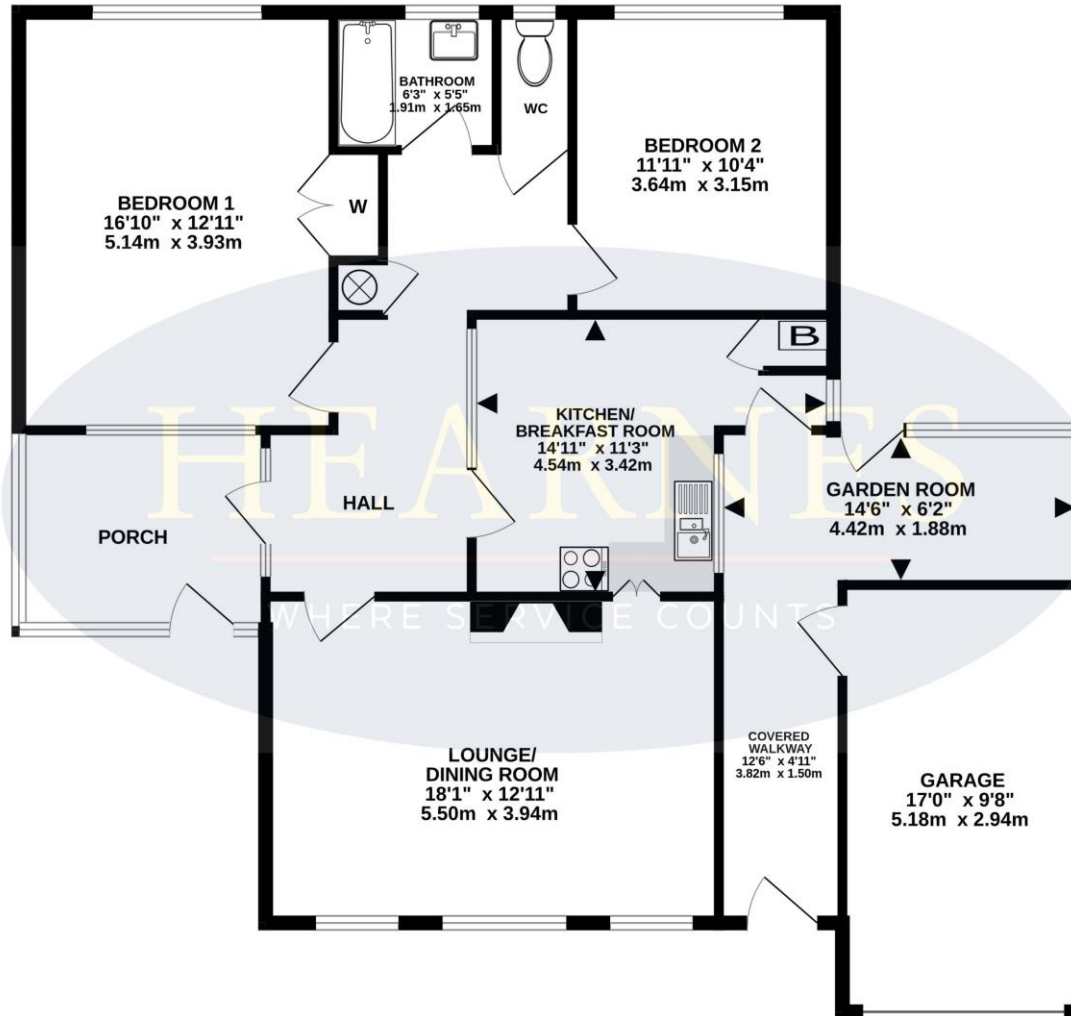 BATHROOM
6'3" x 5'5"
1.91m x 1.65m
WC
BEDROOM 2
11'11" x 10'4"
3.64m x 3.15m
BEDROOM 1
16'10" x 12'11"
5.14m x 3.93m
W
B
KITCHEN/
BREAKFAST ROOM
14'11" x 11'3"
4.54m x 3.42m
HEARNES
GARDEN ROOM
14'6" x 6'2"
4.42m x 1.88m
HALL
PORCH
WHERE SERVICE COUNTS
LOUNGE/
DINING ROOM
18'1" x 12'11"
5.50m x 3.94m
COVERED
WALKWAY
12'6" x 4'11"
3.82m x 1.50m
GARAGE
17'0" x 9'8"
5.18m x 2.94m